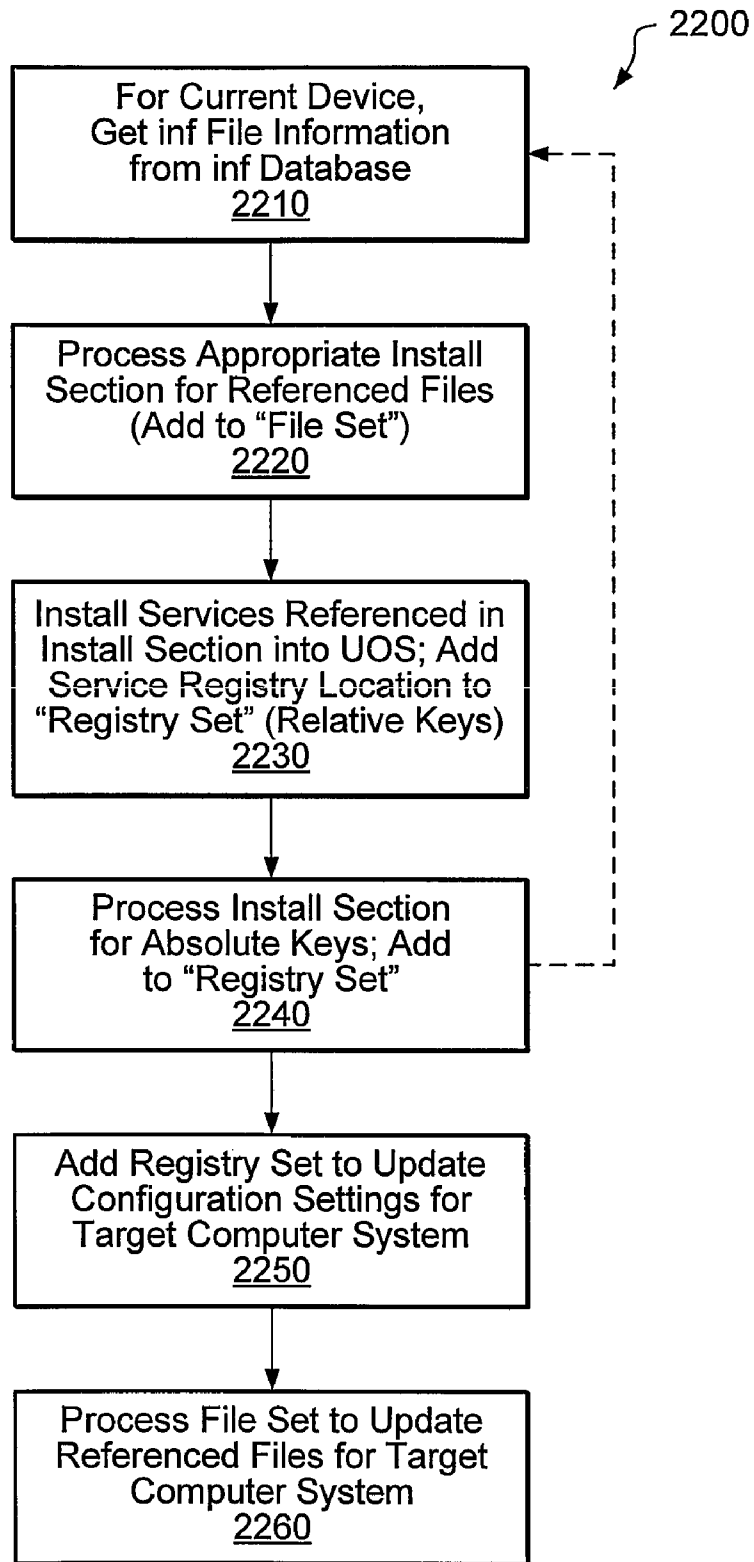 2200
For Current Device,
Get inf File Information
from inf Database
2210
Process Appropriate Install
Section for Referenced Files
(Add to “File Set”)
2220
Install Services Referenced in
Install Section into UOS; Add
Service Registry Location to
“Registry Set” (Relative Keys)
2230
Process Install Section
for Absolute Keys; Add
to “Registry Set”
2240
Add Registry Set to Update
Configuration Settings for
Target Computer System
2250
Process File Set to Update
Referenced Files for Target
Computer System
2260